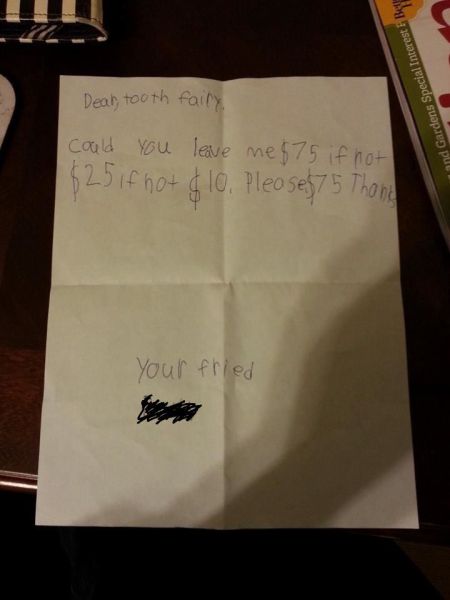 Dear, tooth fairy.
Could you leave me $75 if not
$25 if not $10. Please $75 Thanks
Your fried
and Gardens Special Interest